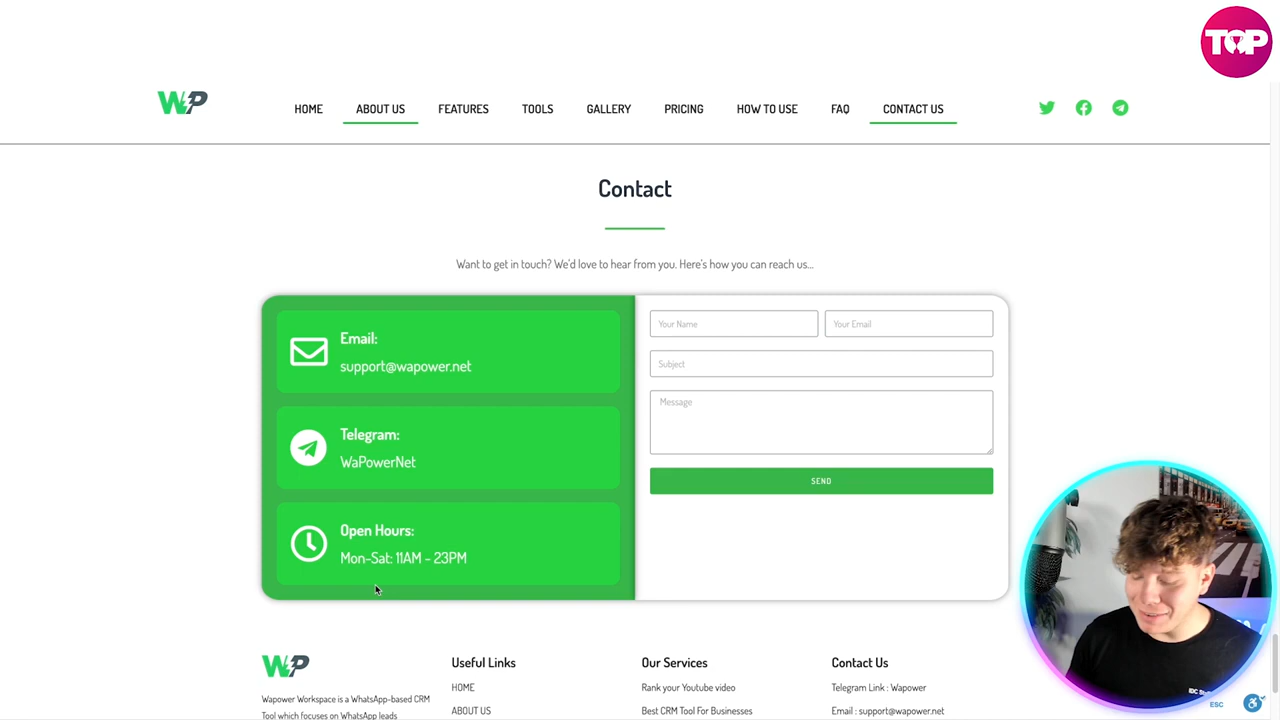 TOP
WP
HOME
ABOUT US
FEATURES
TOOLS
GALLERY
PRICING
HOW TO USE
FAQ
CONTACT US
Contact
Want to get in touch? We'd love to hear from you. Here's how you can reach us...
Email:
support@wapower.net
Telegram:
WaPowerNet
Open Hours:
Mon-Sat: 11AM – 23PM
Your Name
Your Email
Subject
Message
SEND
WP
Wapower Workspace is a WhatsApp-based CRM
Tool which focuses on WhatsApp leads
Useful Links
HOME
ABOUT US
Our Services
Rank your Youtube video
Best CRM Tool For Businesses
Contact Us
Telegram Link : Wapower
Email : support@wapower.net
ESC